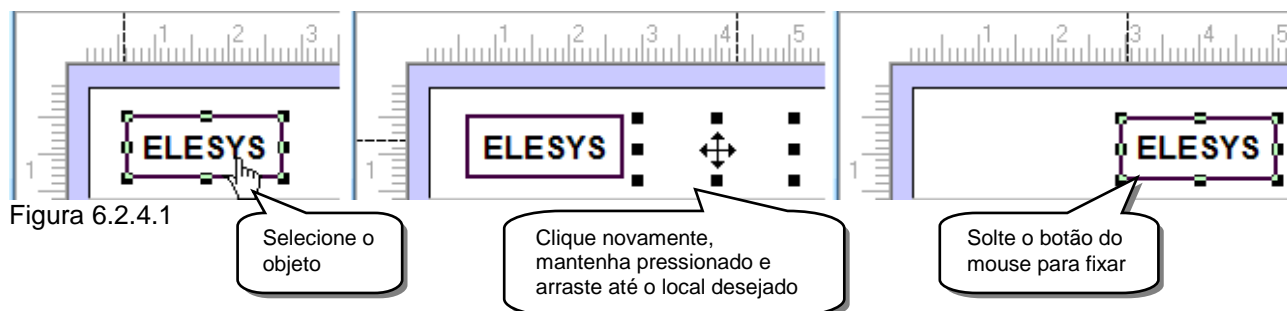 1 2 3
1
ELESYS
1 2 3 4 5
1
ELESYS
1 2 3 4 5
1
ELESYS
Figura 6.2.4.1
Selecione o
objeto
Clique novamente,
mantenha pressionado e
arraste até o local desejado
Solte o botão do
mouse para fixar